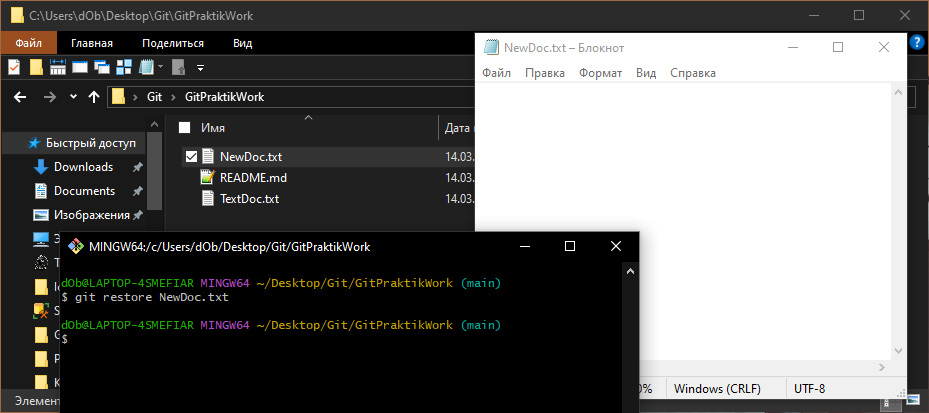 C:\Users\dOb\Desktop\Git\GitPraktikWork
Файл Главная Поделиться Вид
Git GitPraktikWork
Имя
Дата
Быстрый доступ
Downloads
Documents
Изображения
NewDoc.txt 14.03.
README.md 14.03.
TextDoc.txt 14.03.
Элемент
NewDoc.txt – Блокнот
Файл Правка Формат Вид Справка
0% Windows (CRLF) UTF-8
MINGW64:/c/Users/dOb/Desktop/Git/GitPraktikWork
dOb@LAPTOP-4SMEFIAR MINGW64 ~/Desktop/Git/GitPraktikWork (main)
$ git restore NewDoc.txt
dOb@LAPTOP-4SMEFIAR MINGW64 ~/Desktop/Git/GitPraktikWork (main)
$